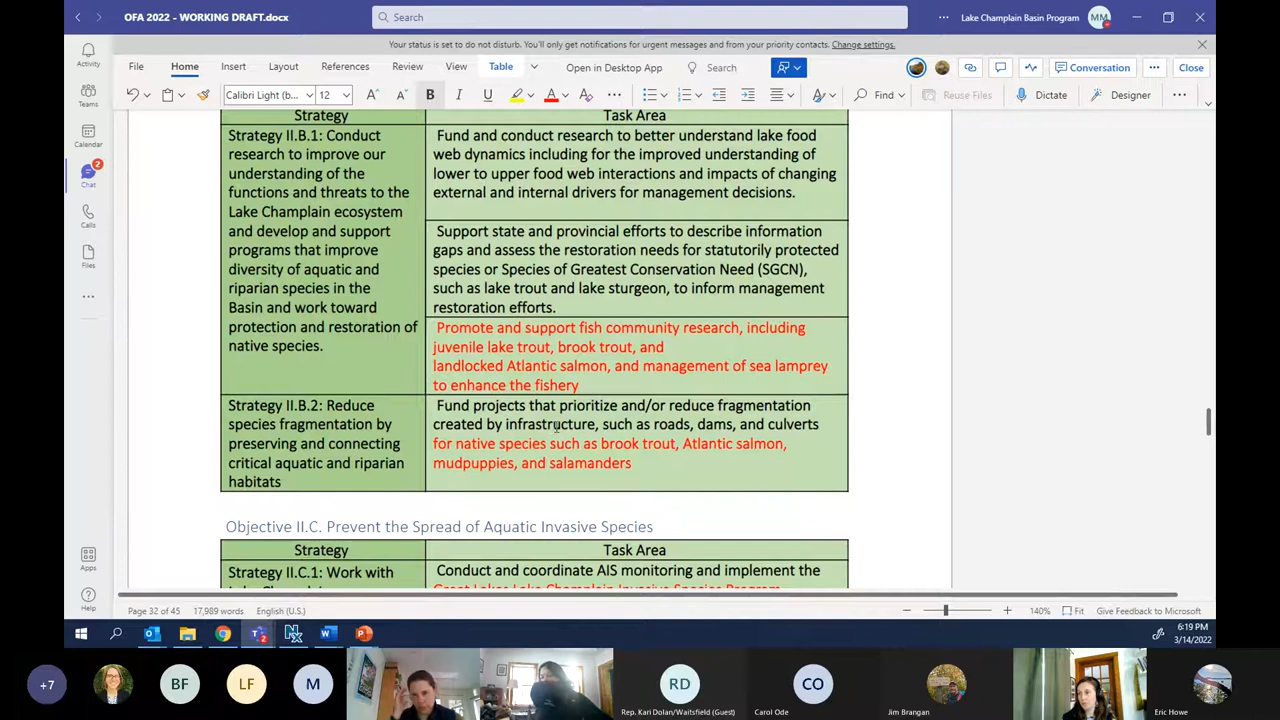 OFA 2022 - WORKING DRAFT.docx
Search
Lake Champlain Basin Program
MM
Your status is set to do not disturb. You'll only get notifications for urgent messages and from your priority contacts. Change settings.
Activity
Teams
Calendar
2
Chat
Calls
Files
Apps
Help
File Home Insert Layout References Review View Table Open in Desktop App Search Conversation Close
Calibri Light (b... 12 B I U A Find Reuse Files Dictate Designer
Strategy Task Area
Strategy II.B.1: Conduct
research to improve our
understanding of the
functions and threats to the
Lake Champlain ecosystem
and develop and support
programs that improve
diversity of aquatic and
riparian species in the
Basin and work toward
protection and restoration of
native species.
Fund and conduct research to better understand lake food
web dynamics including for the improved understanding of
lower to upper food web interactions and impacts of changing
external and internal drivers for management decisions.
Support state and provincial efforts to describe information
gaps and assess the restoration needs for statutorily protected
species or Species of Greatest Conservation Need (SGCN),
such as lake trout and lake sturgeon, to inform management
restoration efforts.
Promote and support fish community research, including
juvenile lake trout, brook trout, and
landlocked Atlantic salmon, and management of sea lamprey
to enhance the fishery
Strategy II.B.2: Reduce
species fragmentation by
preserving and connecting
critical aquatic and riparian
habitats
Fund projects that prioritize and/or reduce fragmentation
created by infrastructure, such as roads, dams, and culverts
for native species such as brook trout, Atlantic salmon,
mudpuppies, and salamanders
Objective II.C. Prevent the Spread of Aquatic Invasive Species
Strategy Task Area
Strategy II.C.1: Work with
Conduct and coordinate AIS monitoring and implement the
Great Lakes Lake Champlain Invasive Species Program
Page 32 of 45 17,989 words English (U.S.) 140% Fit Give Feedback to Microsoft
6:19 PM
3/14/2022
+7
BF
LF
M
RD
Rep. Kari Dolan/Waitsfield (Guest)
CO
Carol Ode
Jim Brangan
Eric Howe